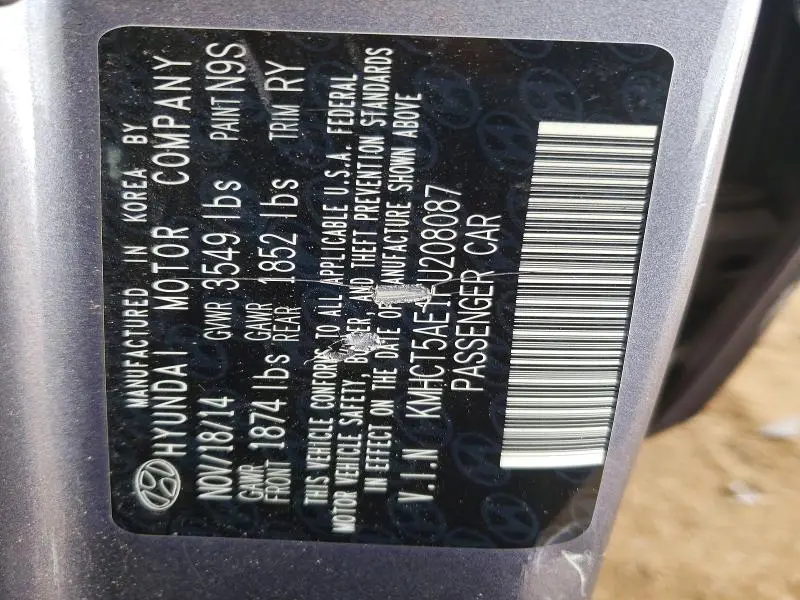 MANUFACTURED IN KOREA BY
HYUNDAI MOTOR COMPANY
NOV/18/14 GVWR 3549 lbs PAINT N9S
GAWR FRONT 1874 lbs GAWR REAR 1852 lbs TRIM RY
THIS VEHICLE CONFORMS TO ALL APPLICABLE U.S.A. FEDERAL
MOTOR VEHICLE SAFETY, BUMPER, AND THEFT PREVENTION STANDARDS
IN EFFECT ON THE DATE OF MANUFACTURE SHOWN ABOVE
V.I.N KMHCT5AE1FU208087
PASSENGER CAR